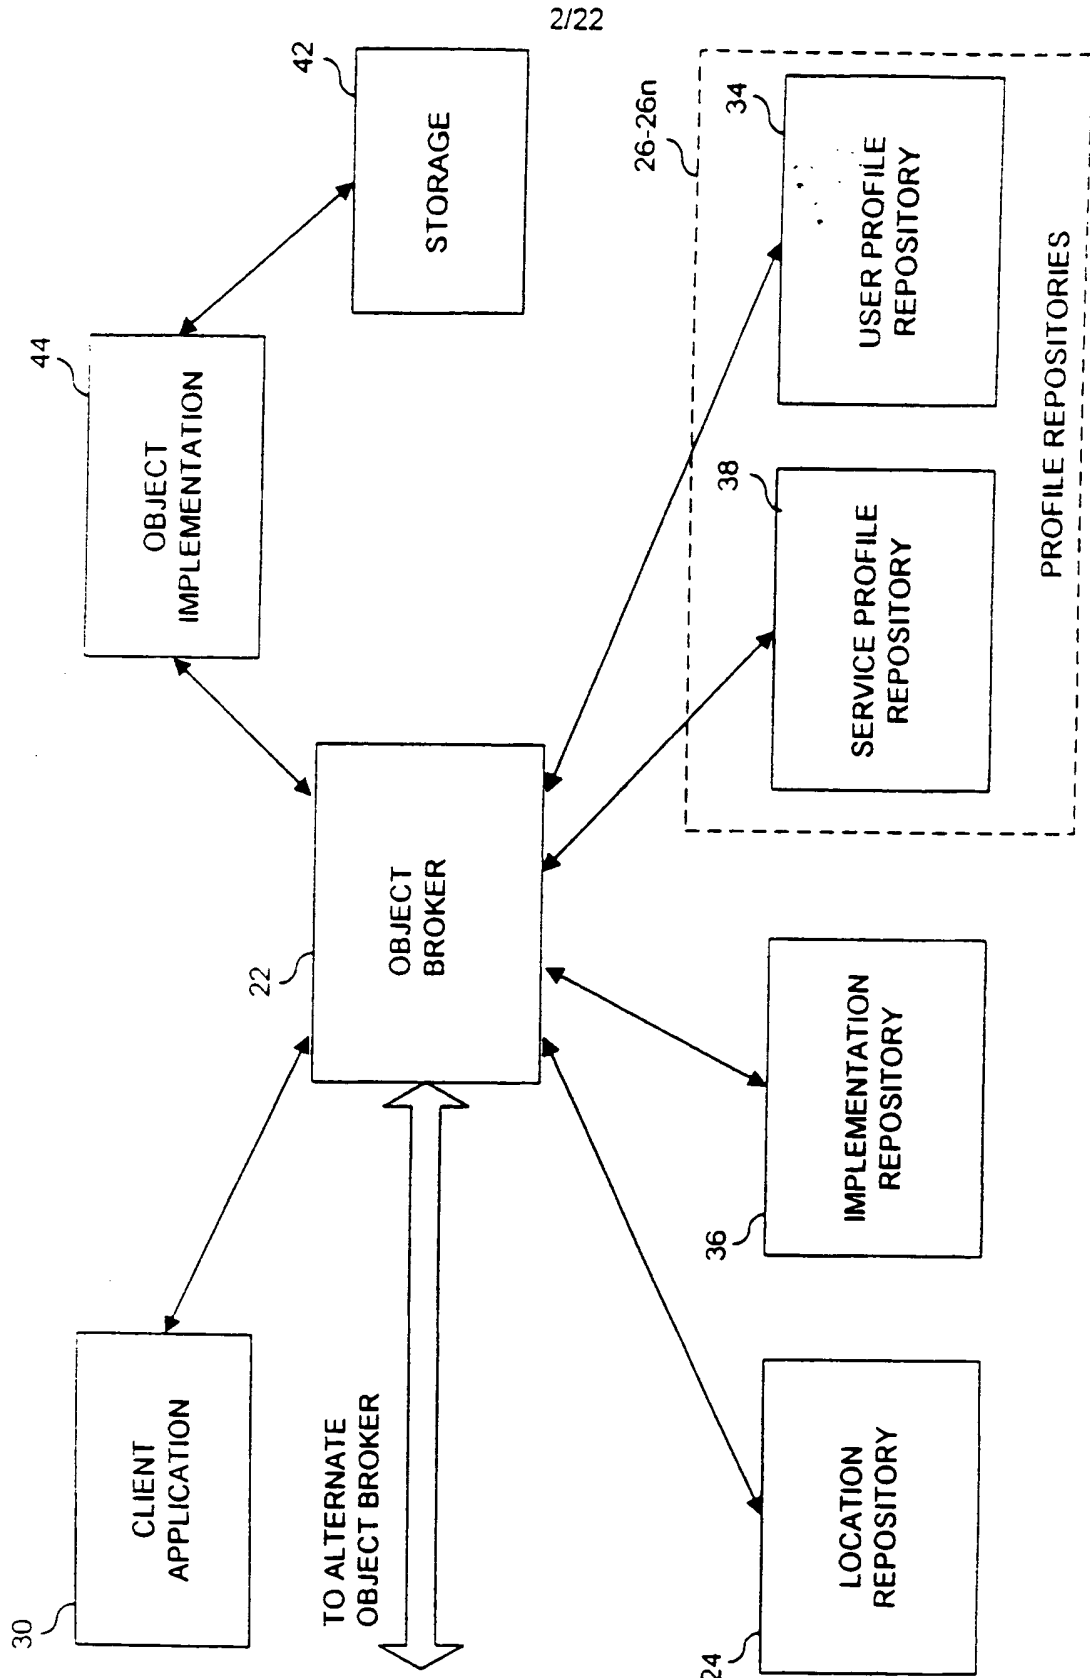 2/22
30
CLIENT
APPLICATION
44
OBJECT
IMPLEMENTATION
42
STORAGE
TO ALTERNATE
OBJECT BROKER
22
OBJECT
BROKER
26-26n
24
LOCATION
REPOSITORY
36
IMPLEMENTATION
REPOSITORY
38
SERVICE PROFILE
REPOSITORY
34
USER PROFILE
REPOSITORY
PROFILE REPOSITORIES